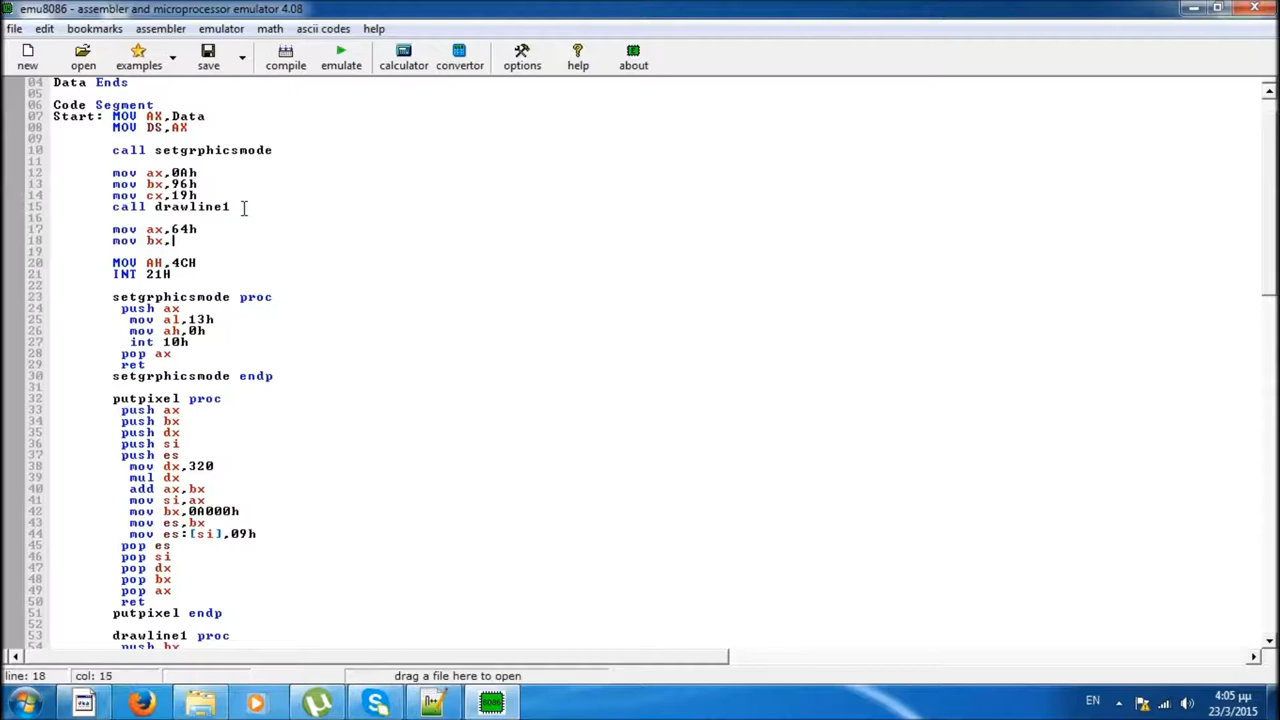 emu8086 - assembler and microprocessor emulator 4.08
file edit bookmarks assembler emulator math ascii codes help
new open examples save compile emulate calculator convertor options help about
04 Data Ends
05
06 Code Segment
07 Start: MOV AX,Data
08 MOV DS,AX
09
10 call setgrphicsmode
11
12 mov ax,0Ah
13 mov bx,96h
14 mov cx,19h
15 call drawline1
16
17 mov ax,64h
18 mov bx,
19
20 MOV AH,4CH
21 INT 21H
22
23 setgrphicsmode proc
24 push ax
25 mov al,13h
26 mov ah,0h
27 int 10h
28 pop ax
29 ret
30 setgrphicsmode endp
31
32 putpixel proc
33 push ax
34 push bx
35 push dx
36 push si
37 push es
38 mov dx,320
39 mul dx
40 add ax,bx
41 mov si,ax
42 mov bx,0A000h
43 mov es,bx
44 mov es:[si],09h
45 pop es
46 pop si
47 pop dx
48 pop bx
49 pop ax
50 ret
51 putpixel endp
52
53 drawline1 proc
54 push bx
line: 18 col: 15 drag a file here to open
8086 EN 4:05 μμ
23/3/2015